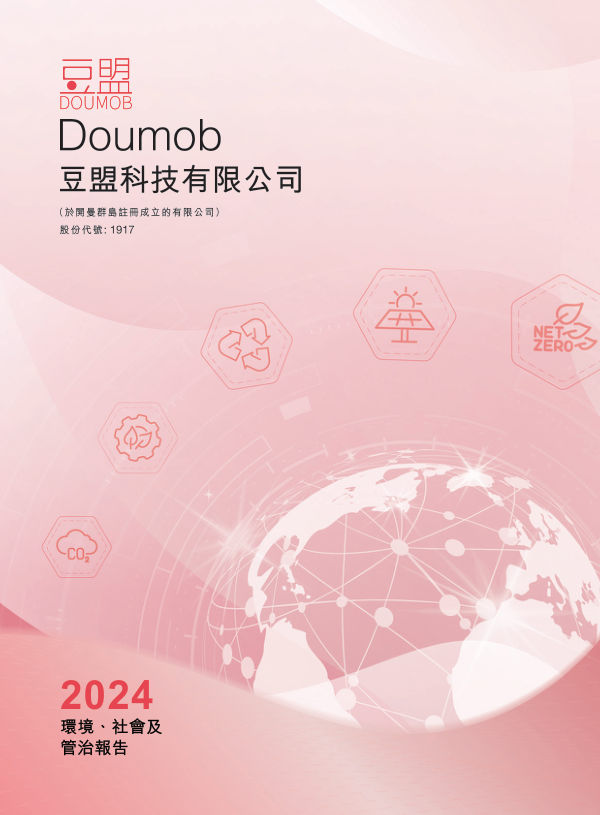 豆盟
DOUMOB
Doumob
豆盟科技有限公司
(於開曼群島註冊成立的有限公司)
股份代號: 1917
NET
ZERO
CO2
2024
環境、社會及
管治報告